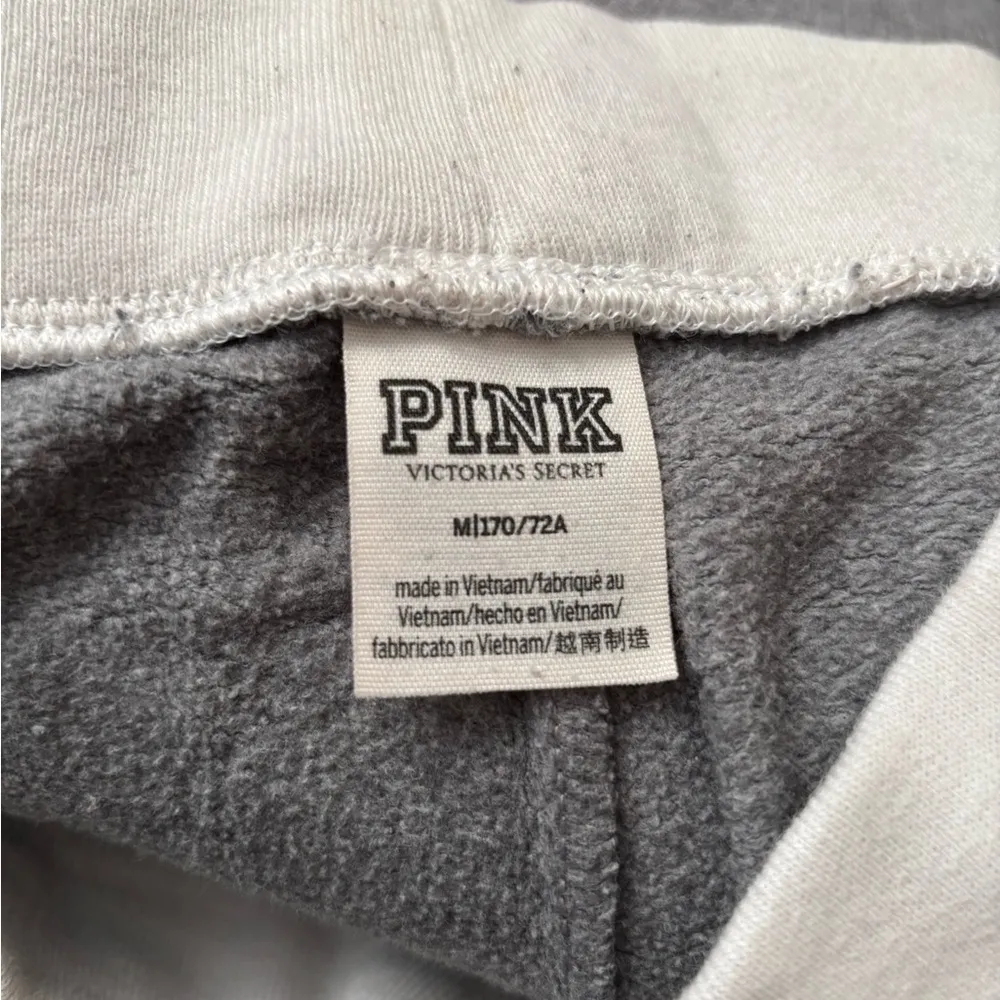 PINK
VICTORIA'S SECRET
M|170/72A
made in Vietnam/fabriqué au
Vietnam/hecho en Vietnam/
fabbricato in Vietnam/越南制造